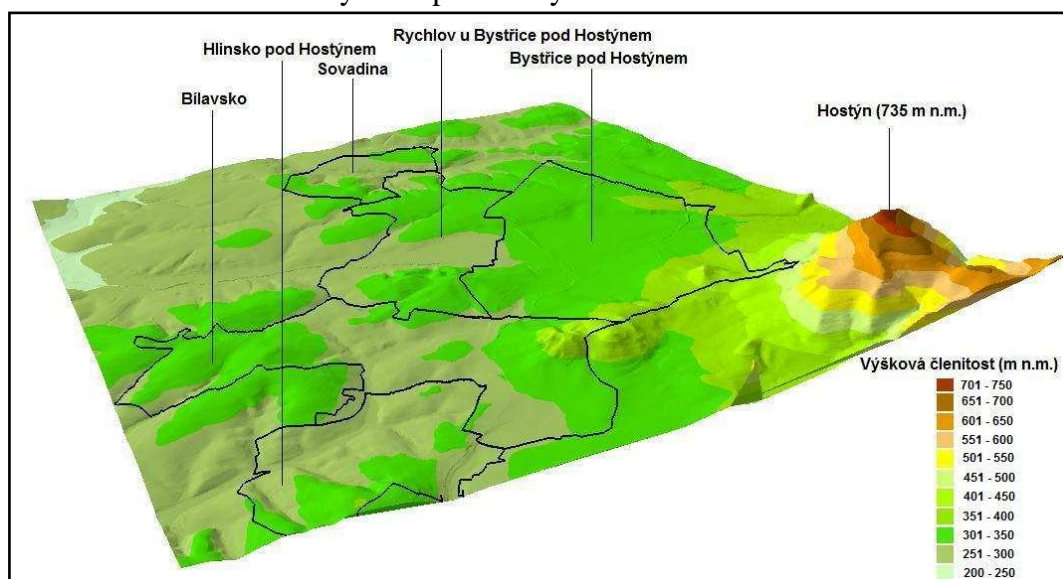 Rychlov u Bystřice pod Hostýnem
Hlinsko pod Hostýnem
Sovadina
Bystřice pod Hostýnem
Bílavsko
Hostýn (735 m n.m.)
Výšková členitost (m n.m.)
701 - 750
651 - 700
601 - 650
551 - 600
501 - 550
451 - 500
401 - 450
351 - 400
301 - 350
251 - 300
200 - 250